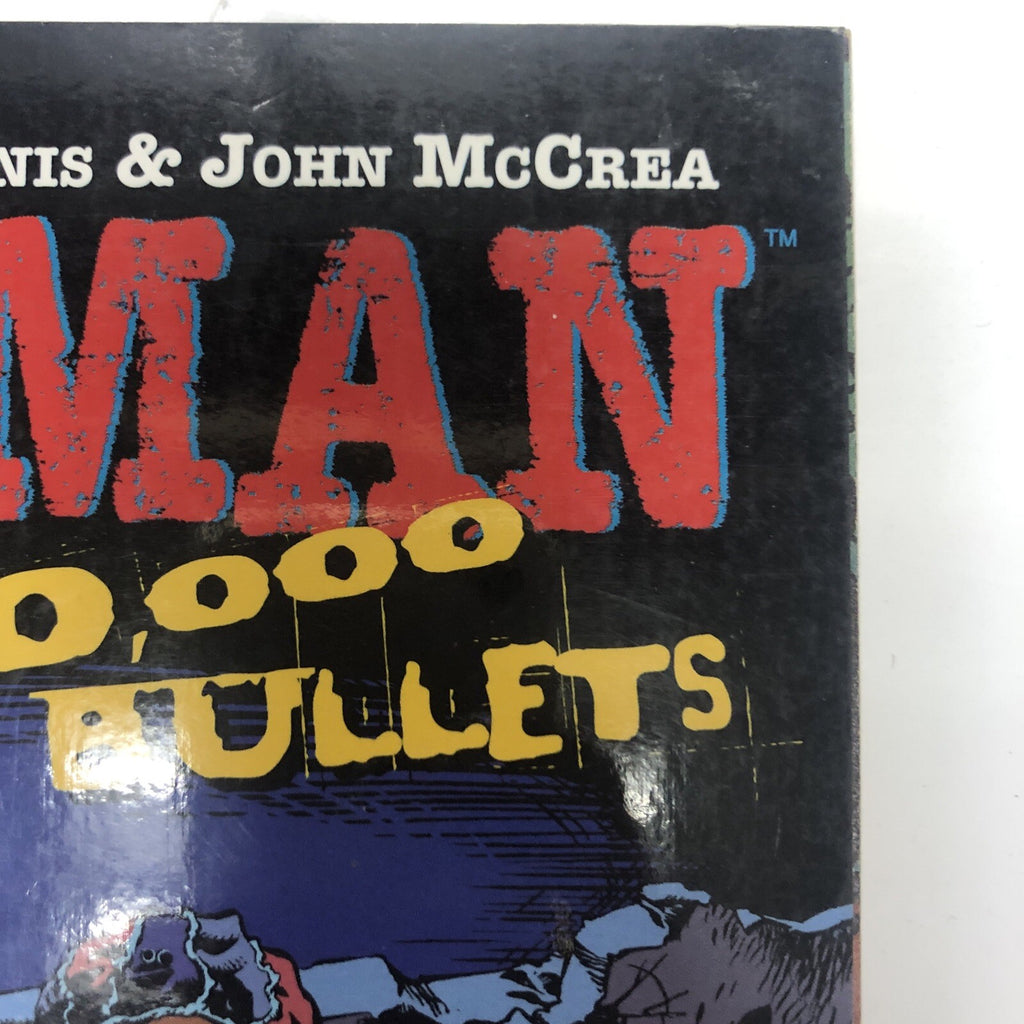 NIS & JOHN MCCREA
MAN™
0,000
BULLETS